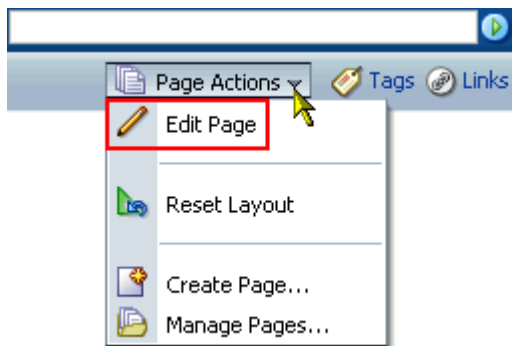 Page Actions Tags Links
Edit Page
Reset Layout
Create Page...
Manage Pages...